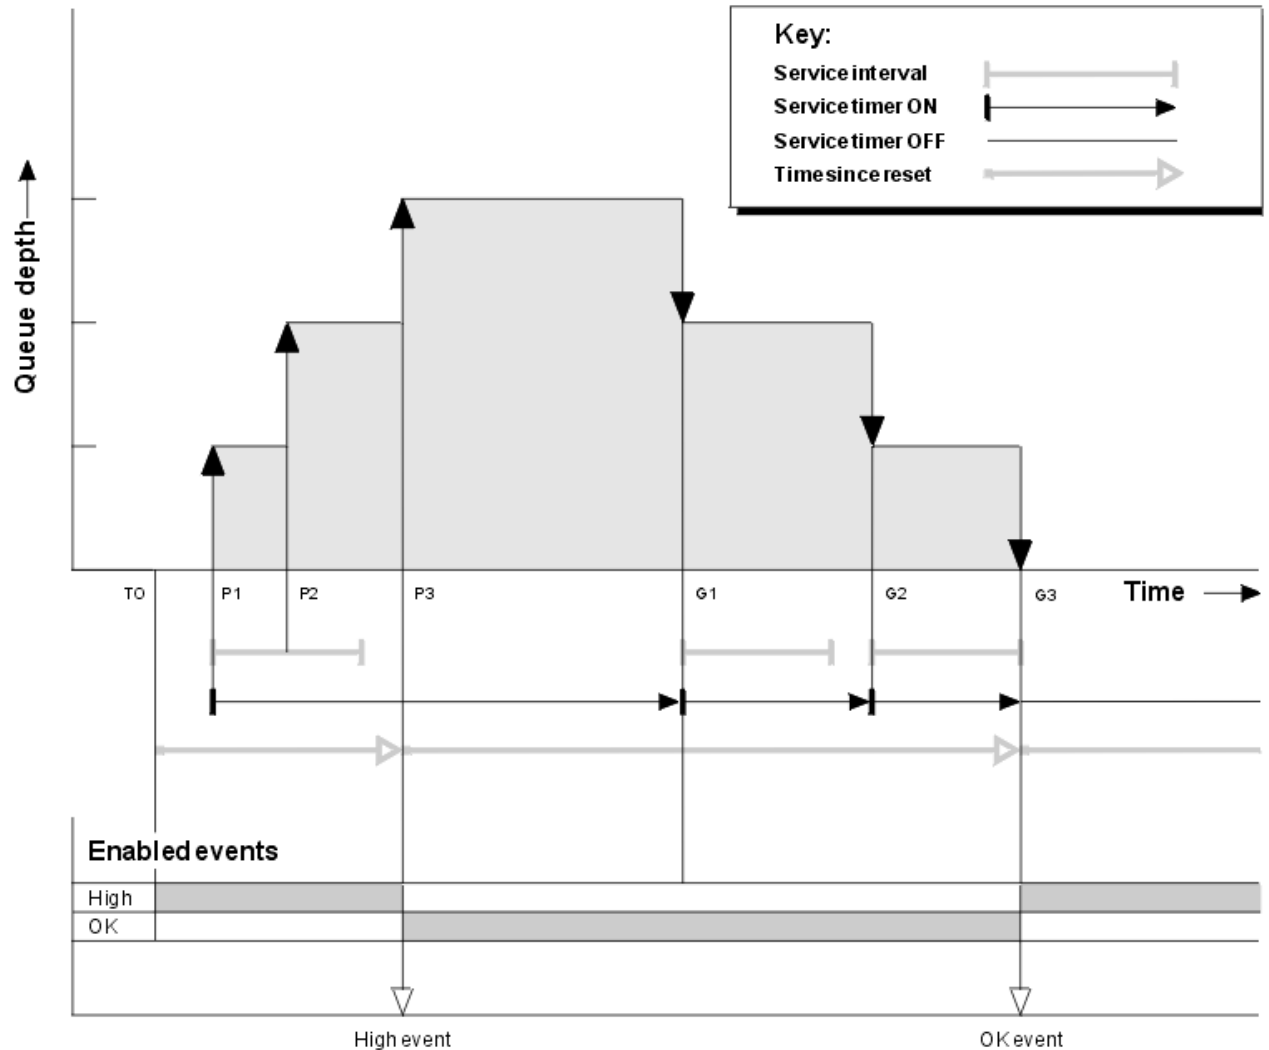 Key:
Service interval
Service timer ON
Service timer OFF
Time since reset
Queue depth
T0 P1 P2 P3 G1 G2 G3 Time
Enabled events
High
OK
High event OK event